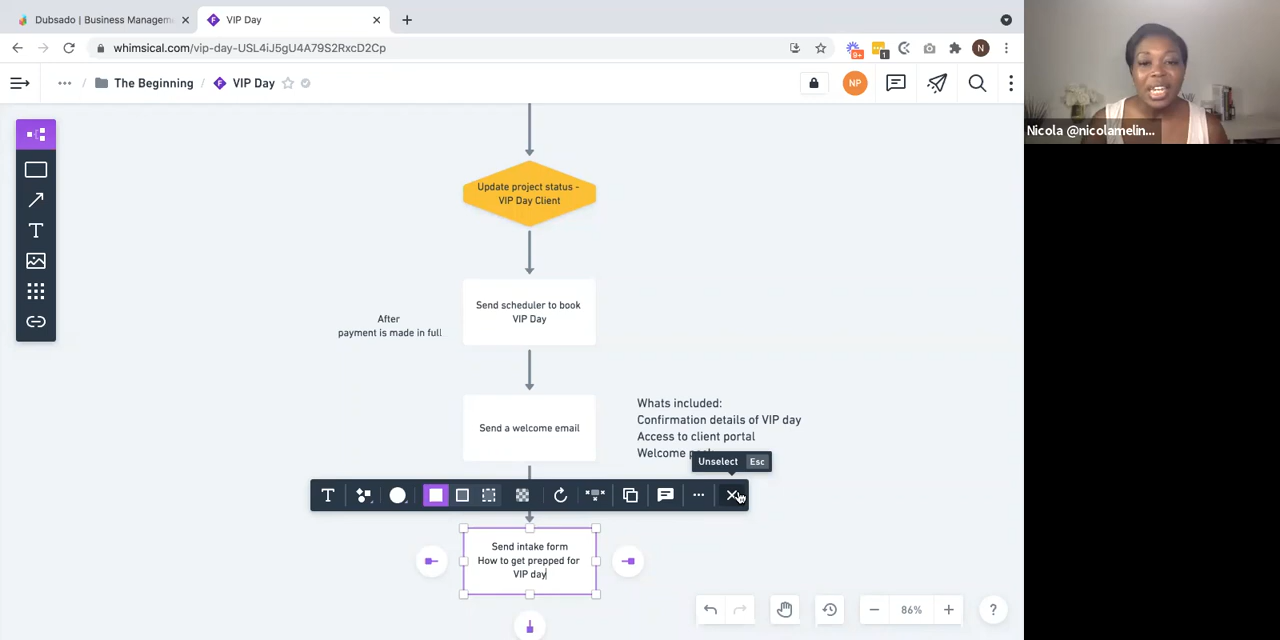 Dubsado | Business Managem
VIP Day
whimsical.com/vip-day-USL4iJ5gU4A79S2RxcD2Cp
9+
1
N
The Beginning / VIP Day
NP
Nicola @nicolamelin...
Update project status -
VIP Day Client
Send scheduler to book
VIP Day
After
payment is made in full
Send a welcome email
Whats included:
Confirmation details of VIP day
Access to client portal
Welcome
Unselect Esc
Send intake form
How to get prepped for
VIP day
86%
?